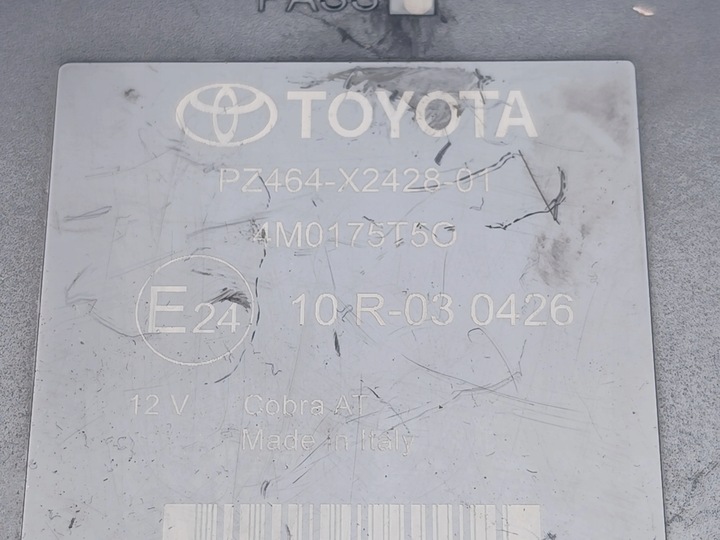 PASS
TOYOTA
PZ464-X2428-01
4M0175T5G
E24 10 R-03 0426
12 V Cobra AT
Made in Italy